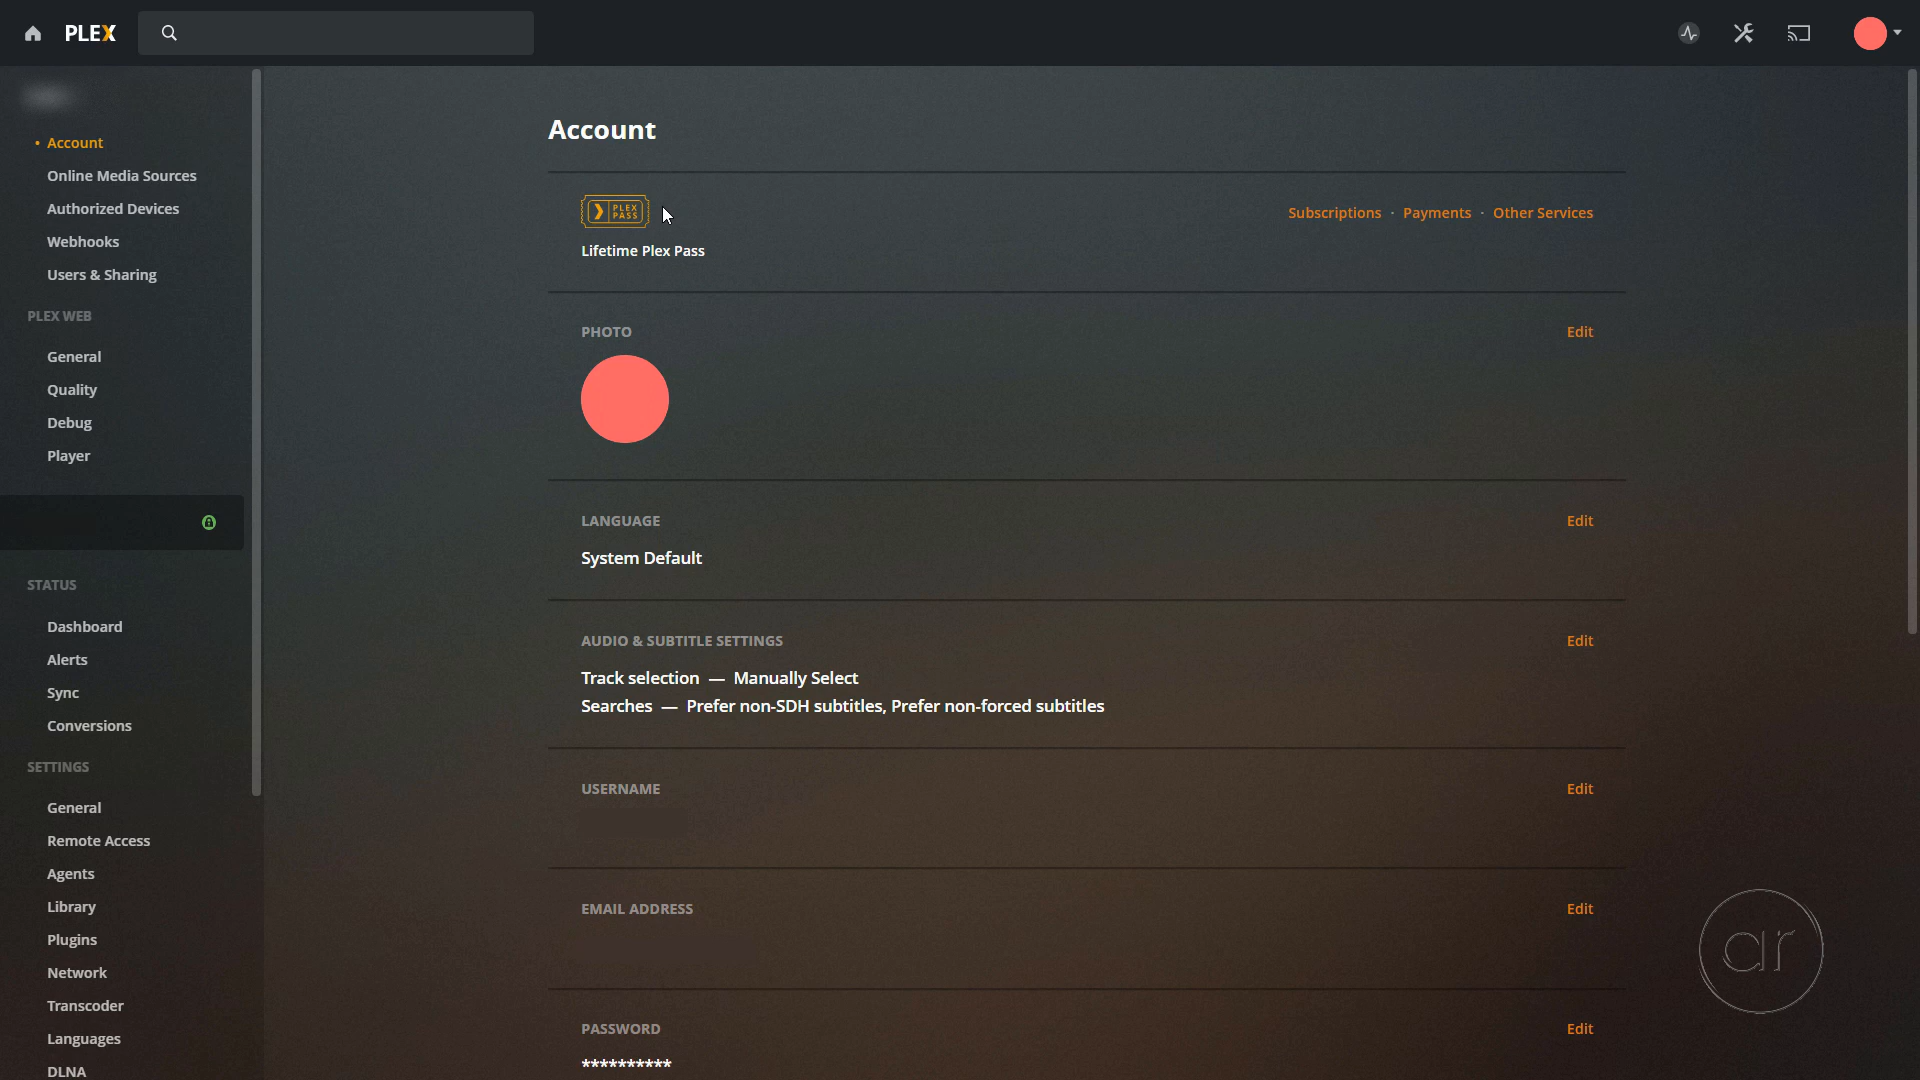 PLEX
Account
Online Media Sources
Authorized Devices
Webhooks
Users & Sharing
PLEX WEB
General
Quality
Debug
Player
STATUS
Dashboard
Alerts
Sync
Conversions
SETTINGS
General
Remote Access
Agents
Library
Plugins
Network
Transcoder
Languages
DLNA
Account
PLEX
PASS
Subscriptions · Payments · Other Services
Lifetime Plex Pass
PHOTO Edit
LANGUAGE Edit
System Default
AUDIO & SUBTITLE SETTINGS Edit
Track selection — Manually Select
Searches — Prefer non-SDH subtitles, Prefer non-forced subtitles
USERNAME Edit
EMAIL ADDRESS Edit
PASSWORD Edit
**********
ar